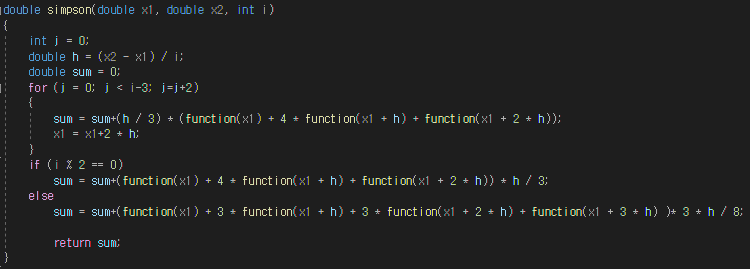 double simpson(double x1, double x2, int i)
{
int j = 0;
double h = (x2 - x1) / i;
double sum = 0;
for (j = 0; j < i-3; j=j+2)
{
sum = sum+(h / 3) * (function(x1) + 4 * function(x1 + h) + function(x1 + 2 * h));
x1 = x1+2 * h;
}
if (i % 2 == 0)
sum = sum+(function(x1) + 4 * function(x1 + h) + function(x1 + 2 * h)) * h / 3;
else
sum = sum+(function(x1) + 3 * function(x1 + h) + 3 * function(x1 + 2 * h) + function(x1 + 3 * h) )* 3 * h / 8;
return sum;
}